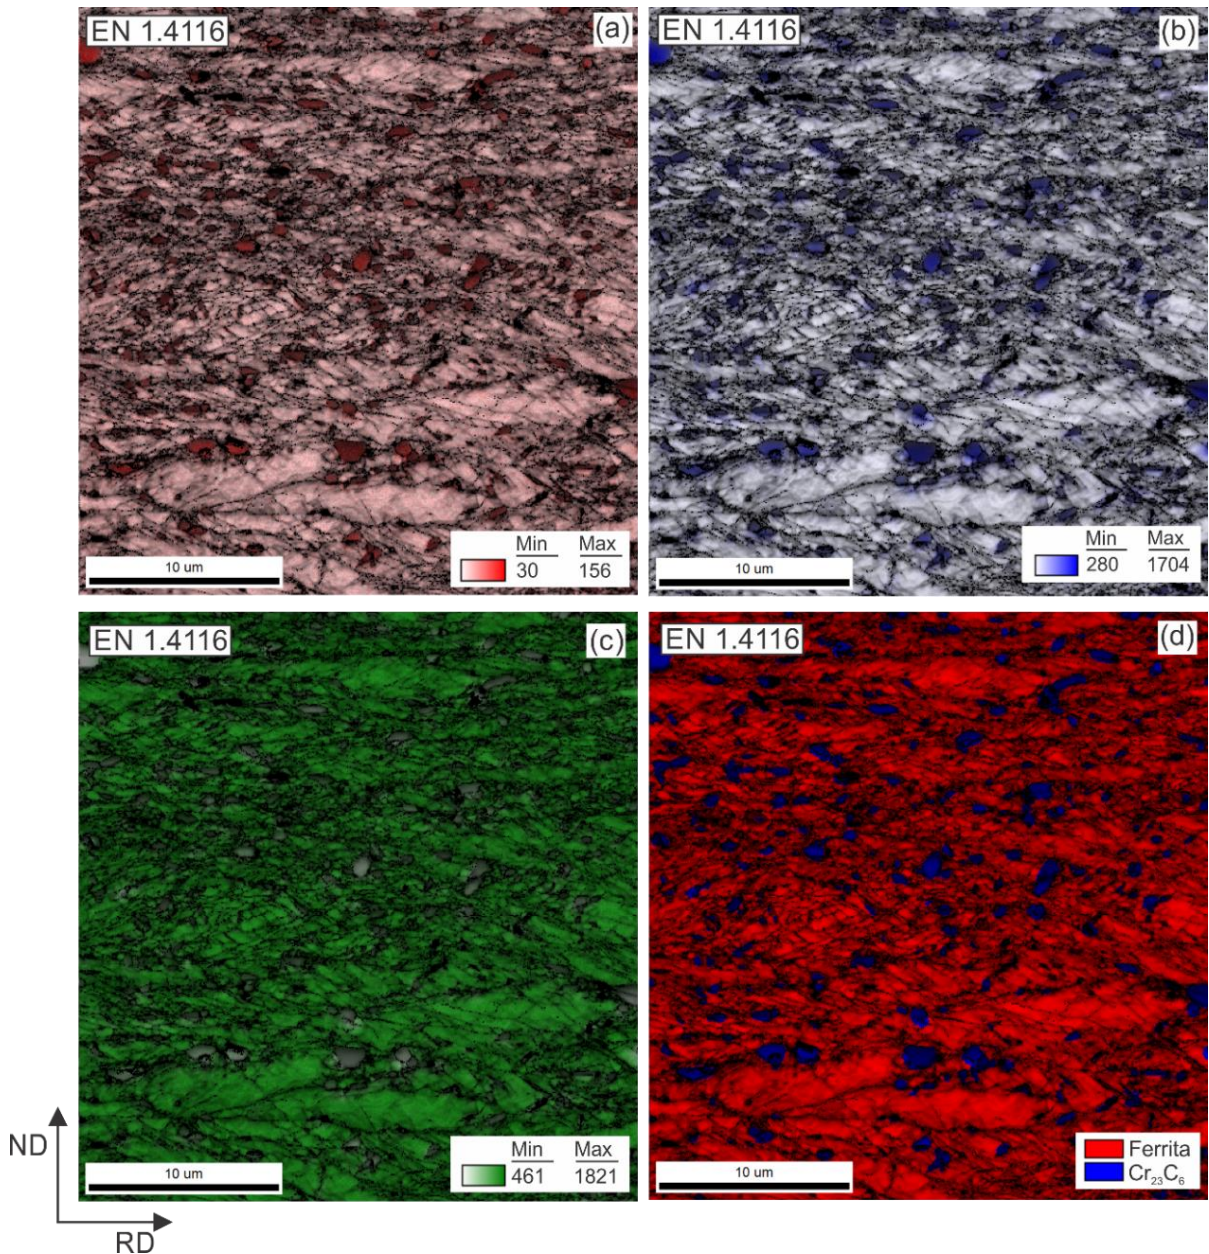 EN 1.4116
(a)
Min Max
30 156
10 um
EN 1.4116
(b)
Min Max
280 1704
10 um
EN 1.4116
(c)
Min Max
461 1821
10 um
EN 1.4116
(d)
Ferrita
Cr₂₃C₆
10 um
ND
RD